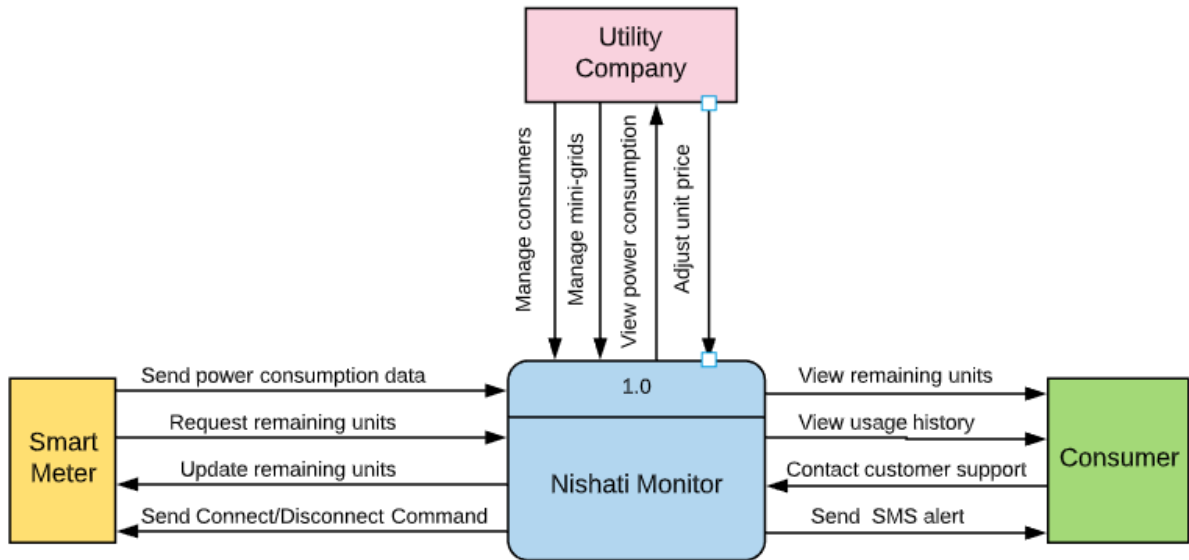 Utility
Company
Manage consumers
Manage mini-grids
View power consumption
Adjust unit price
Send power consumption data
Request remaining units
Update remaining units
Send Connect/Disconnect Command
Smart
Meter
1.0
Nishati Monitor
View remaining units
View usage history
Contact customer support
Send SMS alert
Consumer